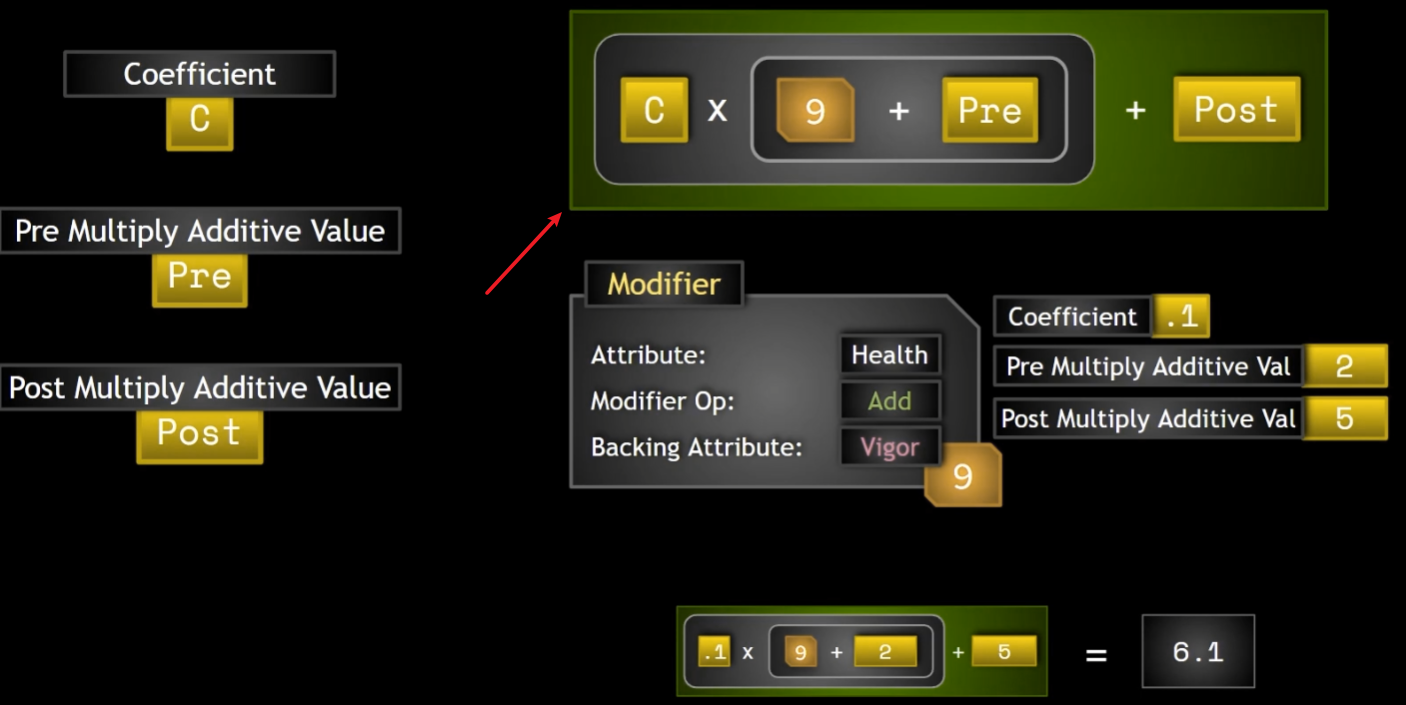 Coefficient
C
Pre Multiply Additive Value
Pre
Post Multiply Additive Value
Post
C x 9 + Pre + Post
Modifier
Attribute: Health
Modifier Op: Add
Backing Attribute: Vigor
9
Coefficient .1
Pre Multiply Additive Val 2
Post Multiply Additive Val 5
.1 x 9 + 2 + 5 = 6.1